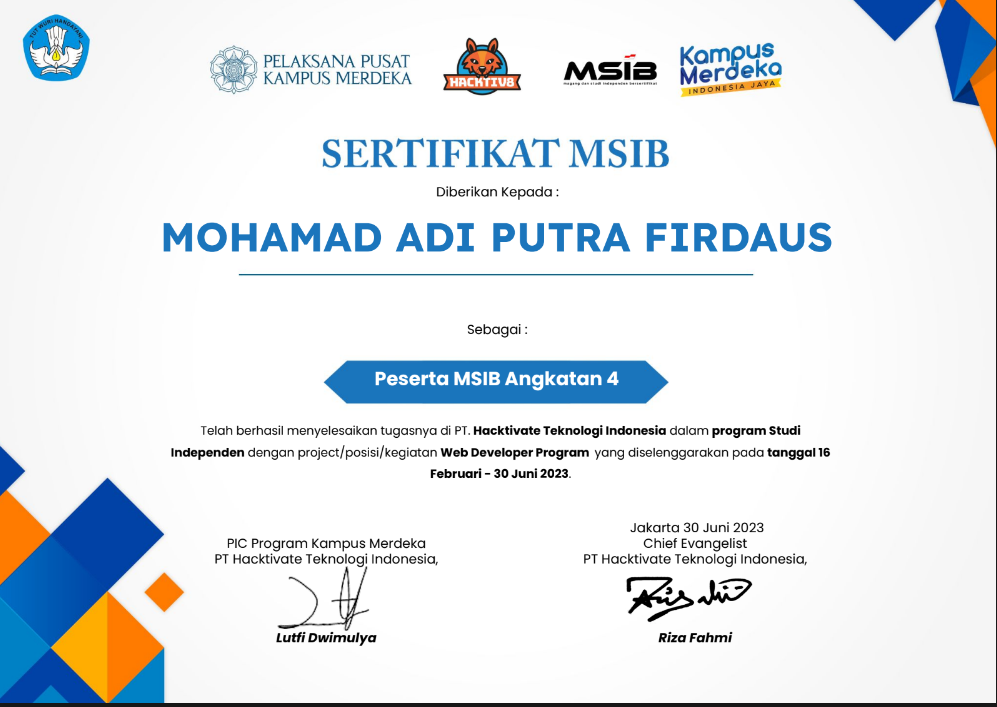 TUT WURI HANDAYANI
PELAKSANA PUSAT
KAMPUS MERDEKA
HACKTIV8
MSIB
Magang dan Studi Independen Bersertifikat
Kampus
Merdeka
INDONESIA JAYA
SERTIFIKAT MSIB
Diberikan Kepada :
MOHAMAD ADI PUTRA FIRDAUS
Sebagai :
Peserta MSIB Angkatan 4
Telah berhasil menyelesaikan tugasnya di PT. Hacktivate Teknologi Indonesia dalam program Studi
Independen dengan project/posisi/kegiatan Web Developer Program yang diselenggarakan pada tanggal 16
Februari - 30 Juni 2023.
PIC Program Kampus Merdeka
PT Hacktivate Teknologi Indonesia,
Lutfi Dwimulya
Jakarta 30 Juni 2023
Chief Evangelist
PT Hacktivate Teknologi Indonesia,
Riza Fahmi